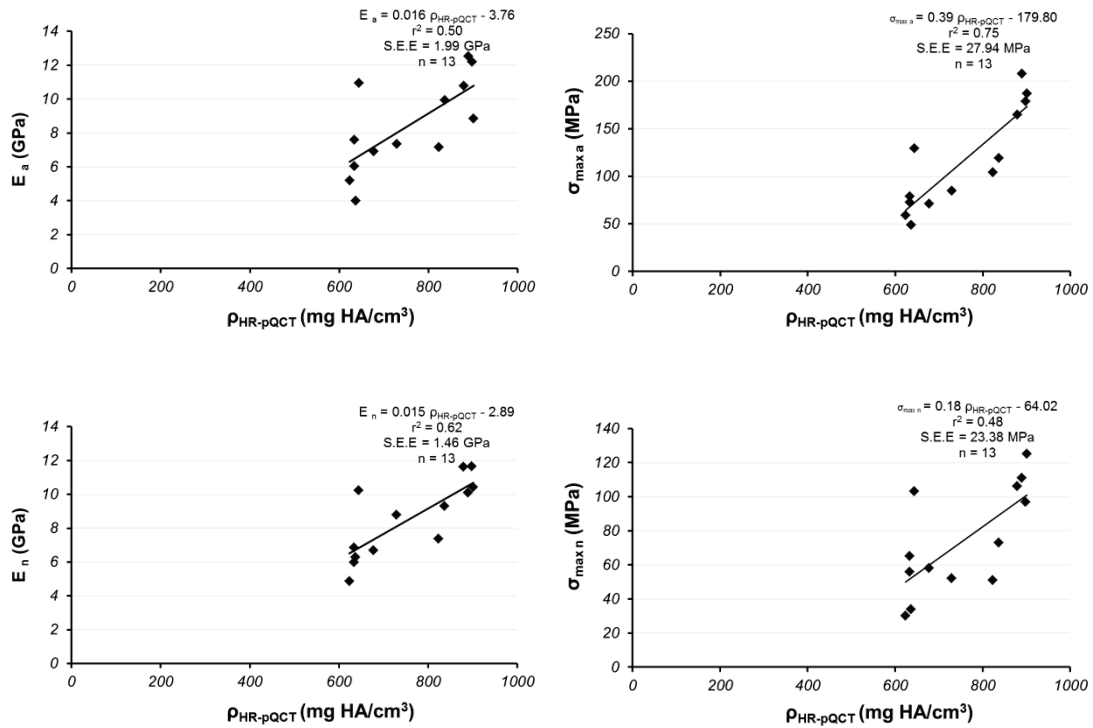 E a = 0.016 ρHR-pQCT - 3.76
r² = 0.50
S.E.E = 1.99 GPa
n = 13
14
12
10
8
6
4
2
0
E a (GPa)
0 200 400 600 800 1000
ρHR-pQCT (mg HA/cm³)
σmax a = 0.39 ρHR-pQCT - 179.80
r² = 0.75
S.E.E = 27.94 MPa
n = 13
250
200
150
100
50
0
σmax a (MPa)
0 200 400 600 800 1000
ρHR-pQCT (mg HA/cm³)
E n = 0.015 ρHR-pQCT - 2.89
r² = 0.62
S.E.E = 1.46 GPa
n = 13
14
12
10
8
6
4
2
0
E n (GPa)
0 200 400 600 800 1000
ρHR-pQCT (mg HA/cm³)
σmax n = 0.18 ρHR-pQCT - 64.02
r² = 0.48
S.E.E = 23.38 MPa
n = 13
140
120
100
80
60
40
20
0
σmax n (MPa)
0 200 400 600 800 1000
ρHR-pQCT (mg HA/cm³)